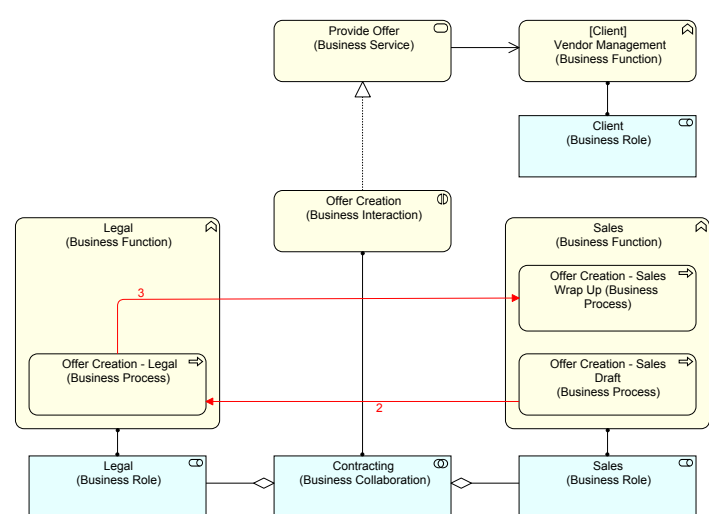 Provide Offer
(Business Service)
[Client]
Vendor Management
(Business Function)
Client
(Business Role)
Offer Creation
(Business Interaction)
Legal
(Business Function)
Sales
(Business Function)
Offer Creation - Sales
Wrap Up (Business
Process)
3
Offer Creation - Legal
(Business Process)
Offer Creation - Sales
Draft
(Business Process)
2
Legal
(Business Role)
Contracting
(Business Collaboration)
Sales
(Business Role)